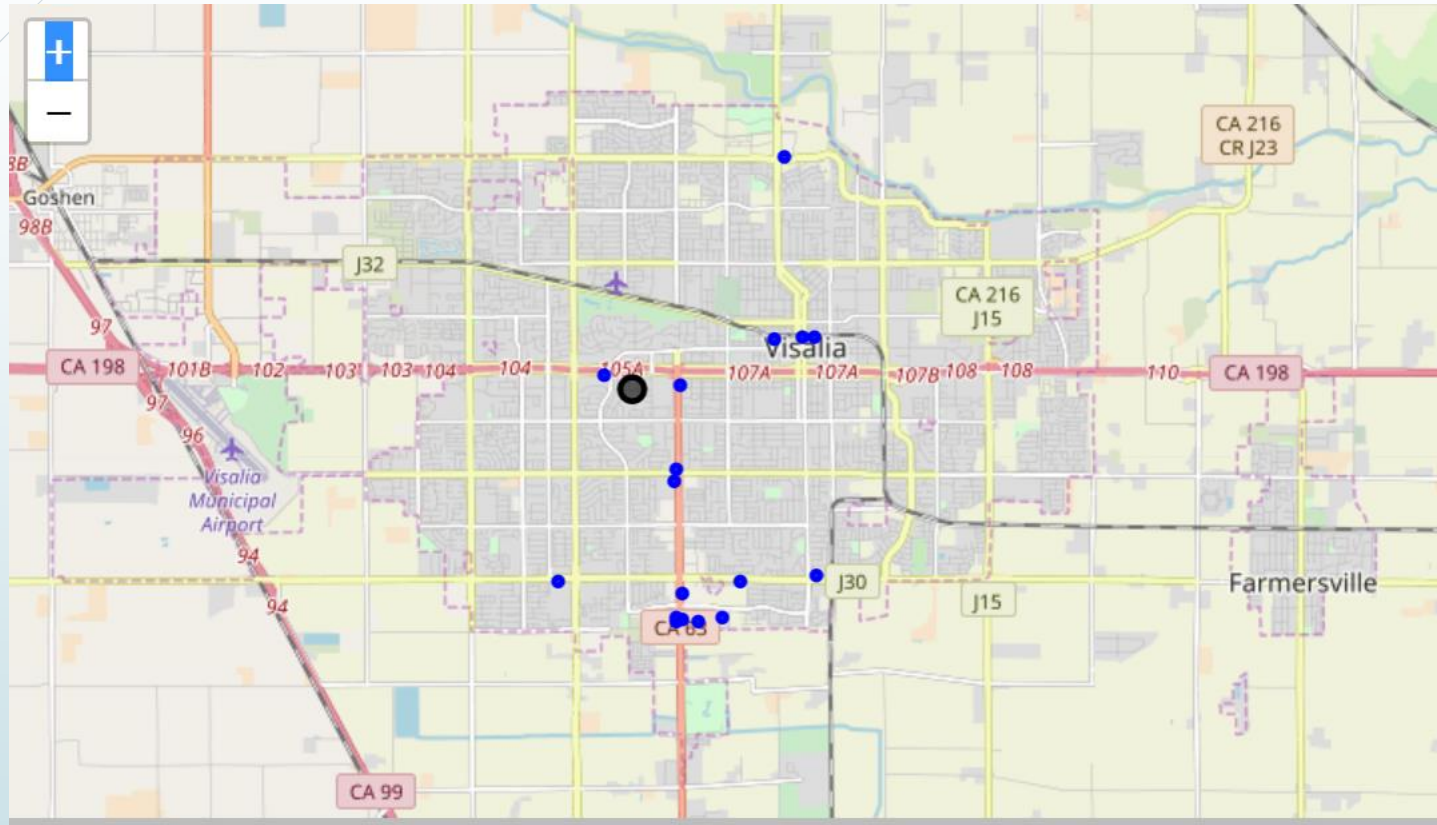 +
−
CA 216
CR J23
8B
Goshen
98B
J32
CA 216
J15
97
Visalia
CA 198
101B
102
103
103
104
104
105A
107A
107A
107B
108
108
110
CA 198
97
96
Visalia
Municipal
Airport
94
94
J30
J15
Farmersville
CA 63
CA 99